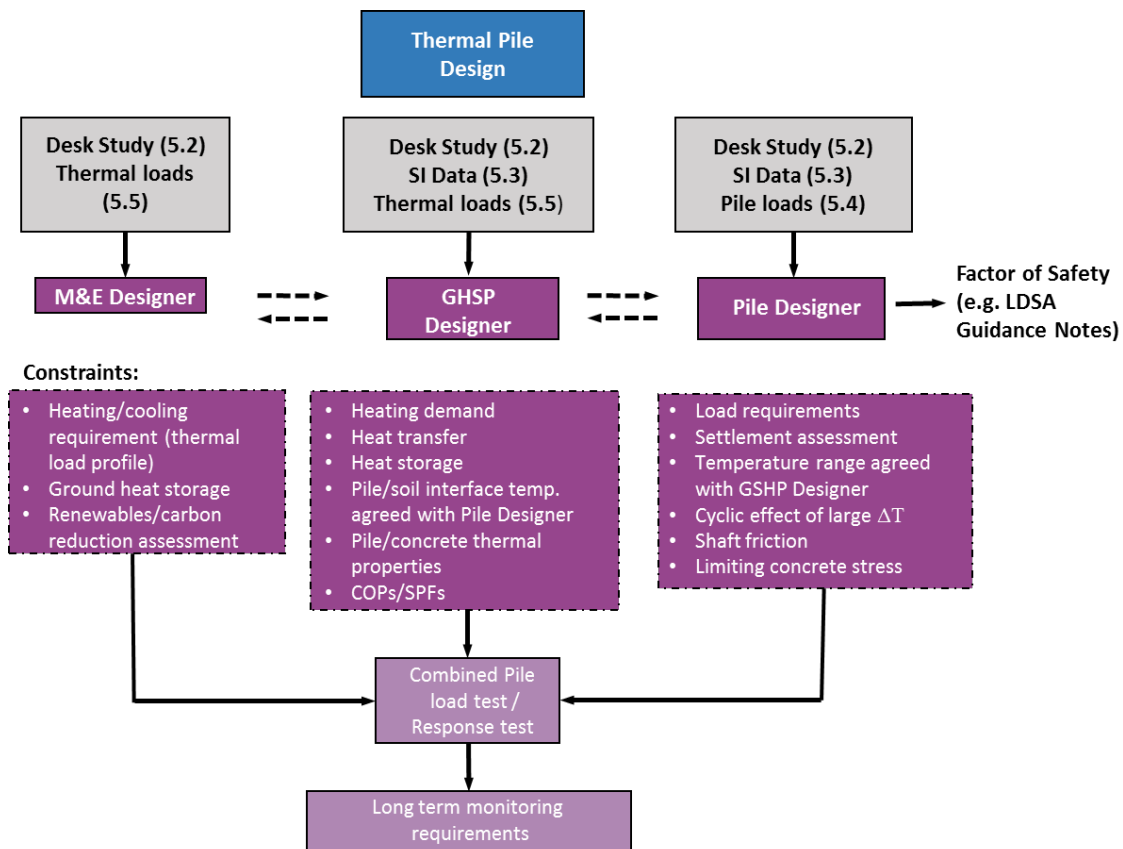 Thermal Pile
Design
Desk Study (5.2)
Thermal loads
(5.5)
Desk Study (5.2)
SI Data (5.3)
Thermal loads (5.5)
Desk Study (5.2)
SI Data (5.3)
Pile loads (5.4)
M&E Designer
GHSP
Designer
Pile Designer
Factor of Safety
(e.g. LDSA
Guidance Notes)
Constraints:
• Heating/cooling
requirement (thermal
load profile)
• Ground heat storage
• Renewables/carbon
reduction assessment
• Heating demand
• Heat transfer
• Heat storage
• Pile/soil interface temp.
agreed with Pile Designer
• Pile/concrete thermal
properties
• COPs/SPFs
• Load requirements
• Settlement assessment
• Temperature range agreed
with GSHP Designer
• Cyclic effect of large ΔT
• Shaft friction
• Limiting concrete stress
Combined Pile
load test /
Response test
Long term monitoring
requirements